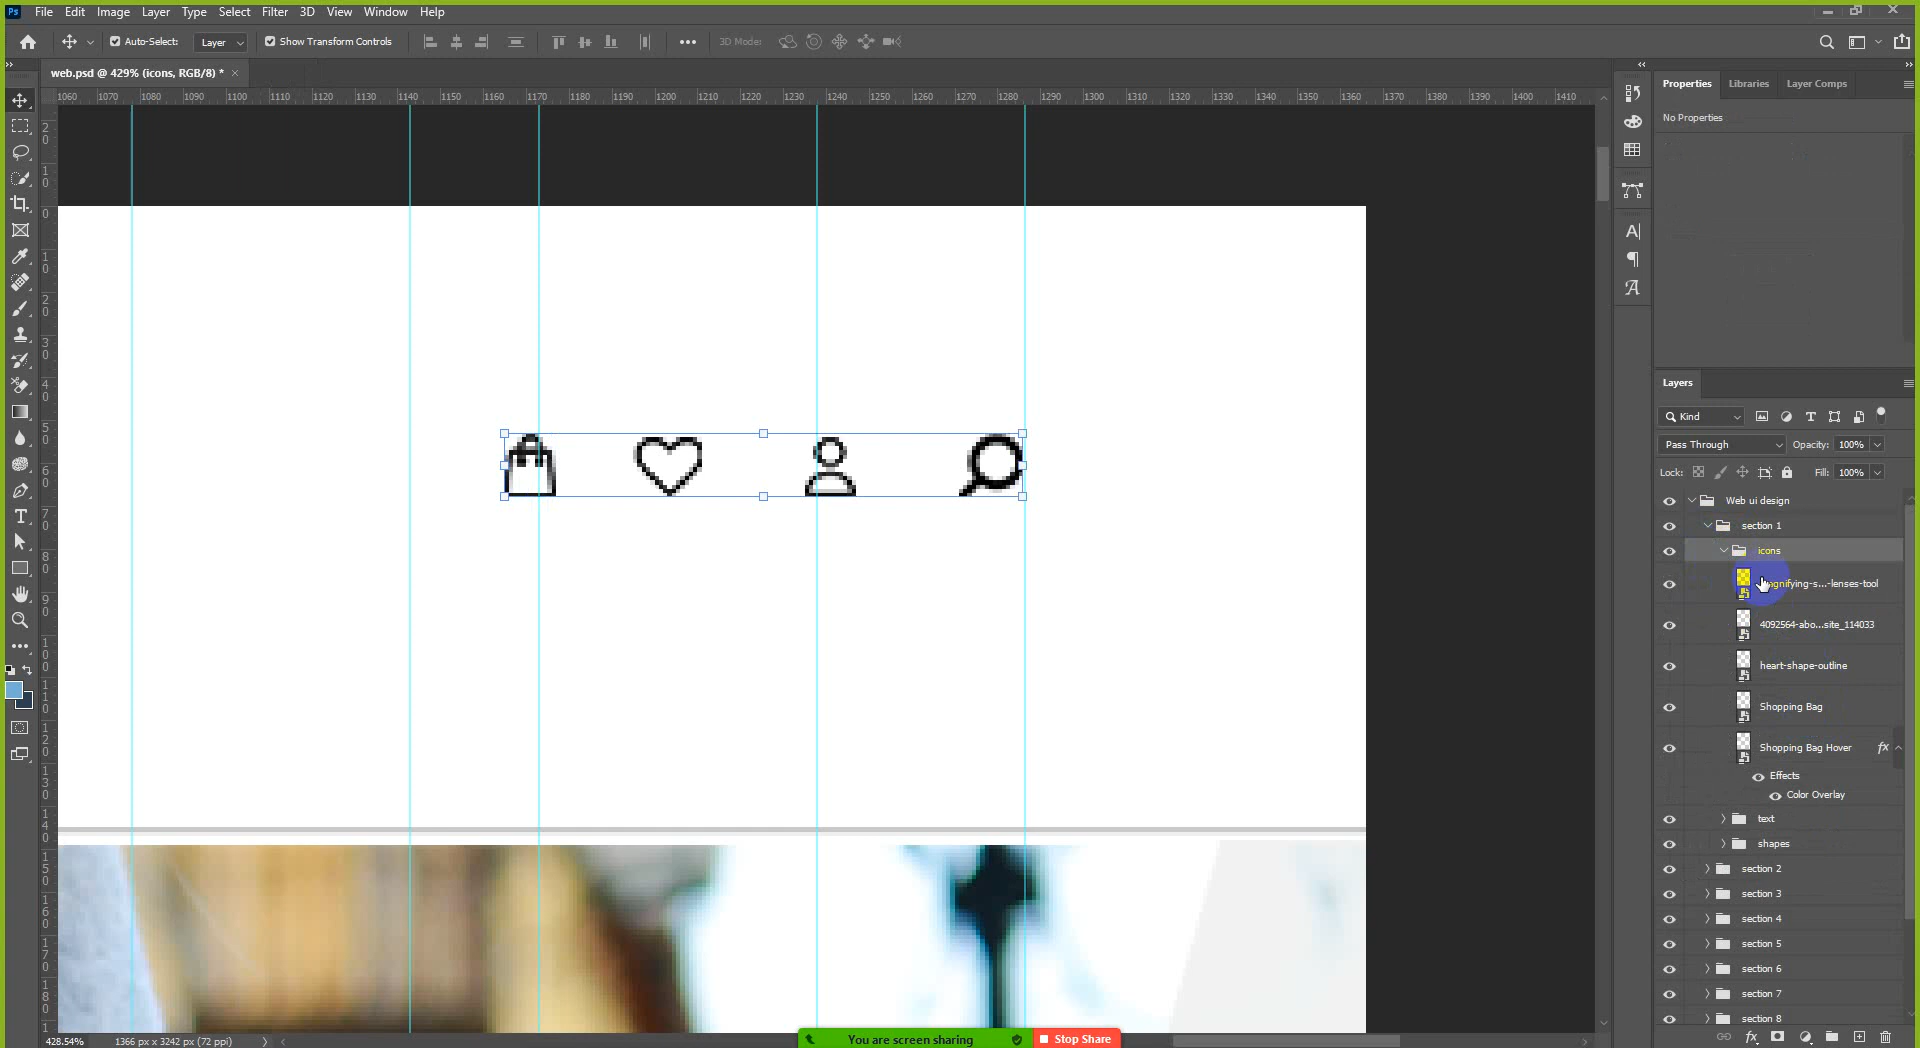 Ps File Edit Image Layer Type Select Filter 3D View Window Help
Auto-Select: Layer Show Transform Controls 3D Mode:
web.psd @ 429% (icons, RGB/8) *
1060 1070 1080 1090 1100 1110 1120 1130 1140 1150 1160 1170 1180 1190 1200 1210 1220 1230 1240 1250 1260 1270 1280 1290 1300 1310 1320 1330 1340 1350 1360 1370 1380 1390 1400 1410
Properties Libraries Layer Comps
No Properties
Layers
Kind
Pass Through Opacity: 100%
Lock: Fill: 100%
Web ui design
section 1
icons
agnifying-s...-lenses-tool
4092564-abo...site_114033
heart-shape-outline
Shopping Bag
Shopping Bag Hover fx
Effects
Color Overlay
text
shapes
section 2
section 3
section 4
section 5
section 6
section 7
section 8
428.54% 1366 px x 3242 px (72 ppi)
You are screen sharing Stop Share